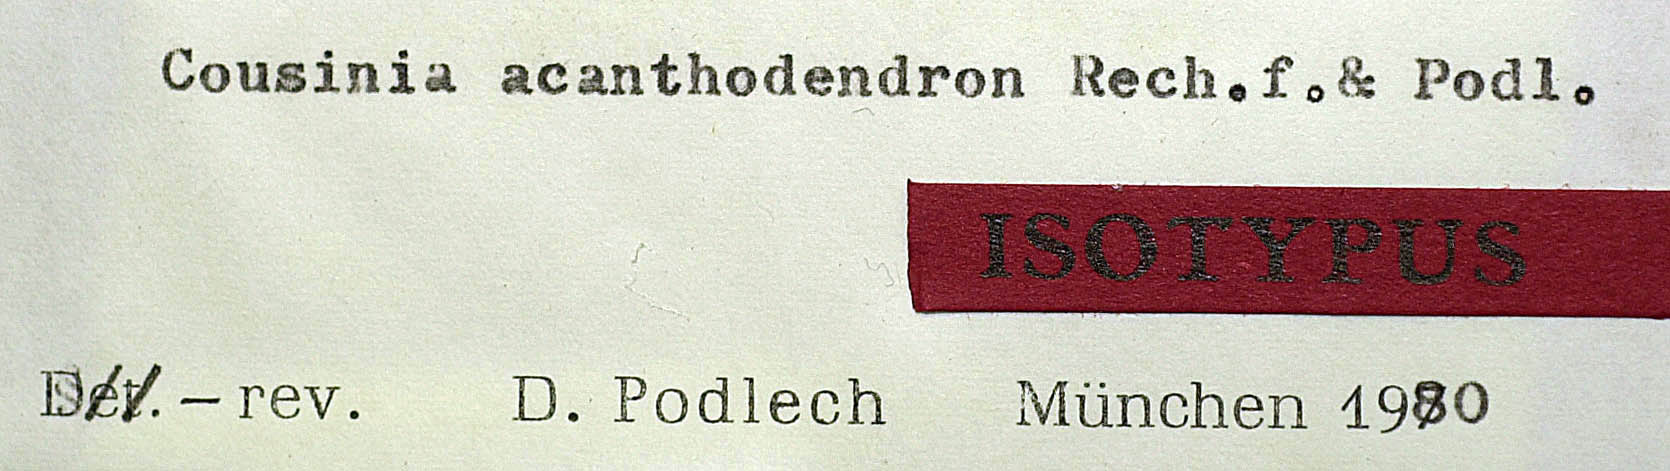 Cousinia acanthodendron Rech.f.& Podl.
ISOTYPUS
Det. – rev. D. Podlech München 1980